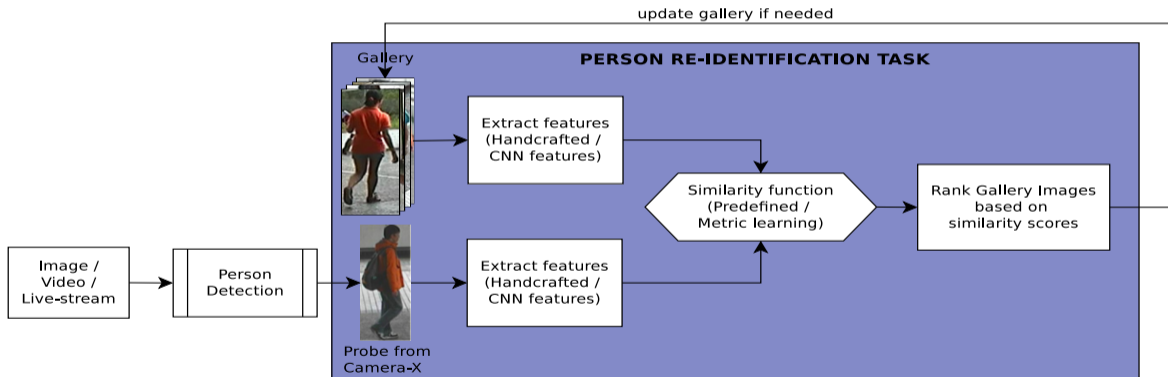 update gallery if needed
PERSON RE-IDENTIFICATION TASK
Gallery
Extract features
(Handcrafted /
CNN features)
Similarity function
(Predefined /
Metric learning)
Rank Gallery Images
based on
similarity scores
Image /
Video /
Live-stream
Person
Detection
Extract features
(Handcrafted /
CNN features)
Probe from
Camera-X